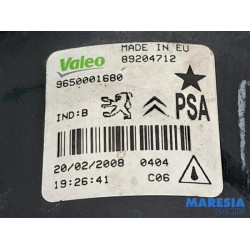 Valeo
MADE IN EU
89204712
9650001680
IND:B
PSA
20/02/2008 0404
19:26:41 C06
MARESIA